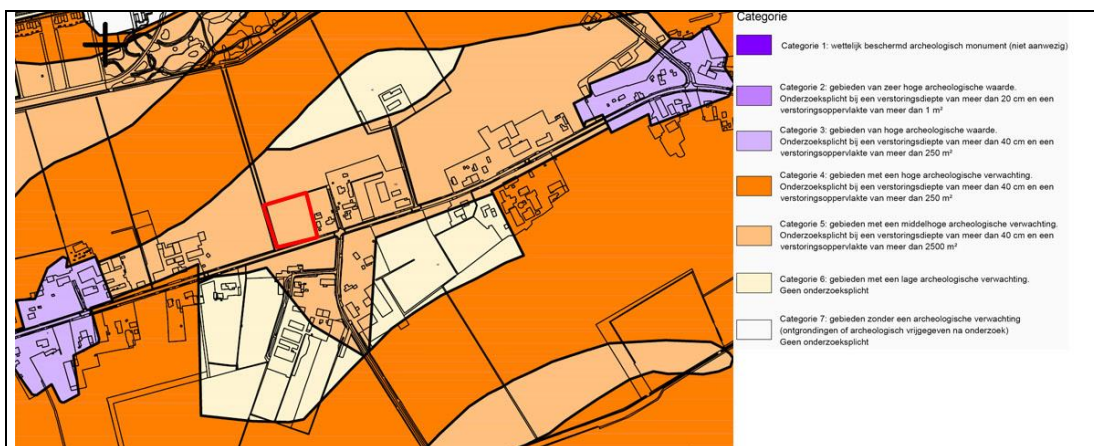 Categorie
Categorie 1: wettelijk beschermd archeologisch monument (niet aanwezig)
Categorie 2: gebieden van zeer hoge archeologische waarde.
Onderzoeksplicht bij een verstoringsdiepte van meer dan 20 cm en een
verstoringsoppervlakte van meer dan 1 m²
Categorie 3: gebieden van hoge archeologische waarde.
Onderzoeksplicht bij een verstoringsdiepte van meer dan 40 cm en een
verstoringsoppervlakte van meer dan 250 m²
Categorie 4: gebieden met een hoge archeologische verwachting.
Onderzoeksplicht bij een verstoringsdiepte van meer dan 40 cm en een
verstoringsoppervlakte van meer dan 250 m²
Categorie 5: gebieden met een middelhoge archeologische verwachting.
Onderzoeksplicht bij een verstoringsdiepte van meer dan 40 cm en een
verstoringsoppervlakte van meer dan 2500 m²
Categorie 6: gebieden met een lage archeologische verwachting.
Geen onderzoeksplicht
Categorie 7: gebieden zonder een archeologische verwachting
(ontgrondingen of archeologisch vrijgegeven na onderzoek)
Geen onderzoeksplicht